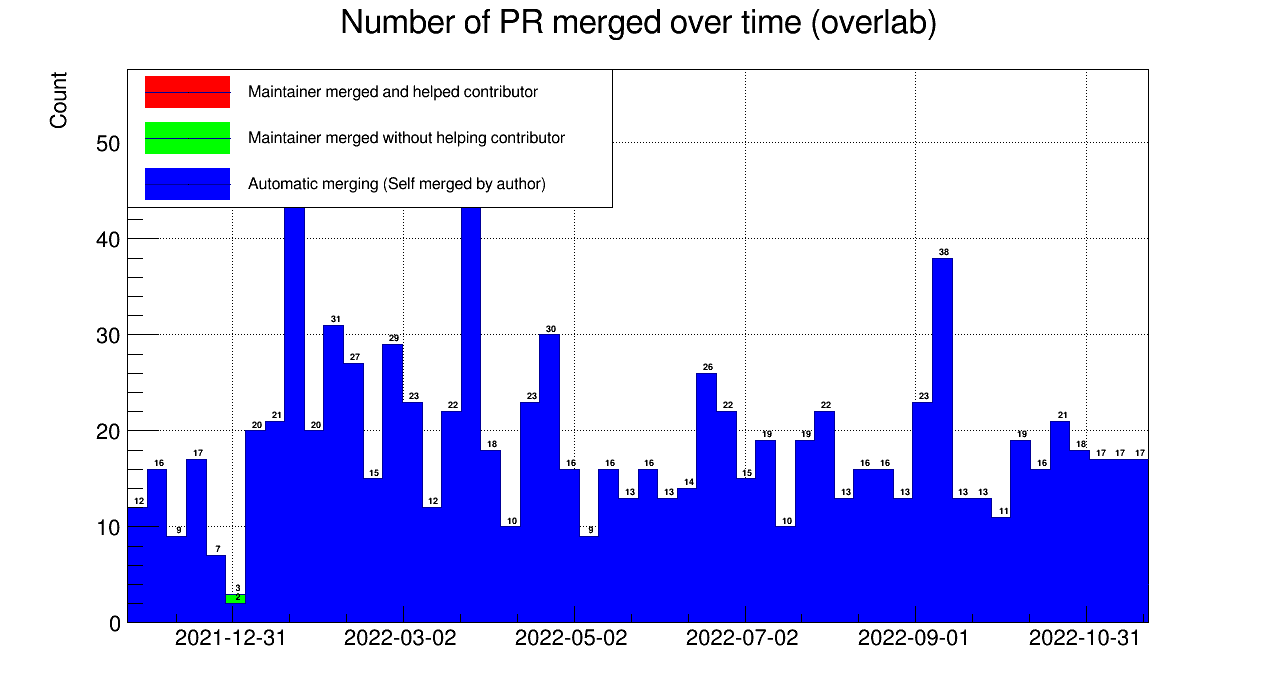 Number of PR merged over time (overlab)
Count
Maintainer merged and helped contributor
Maintainer merged without helping contributor
Automatic merging (Self merged by author)
50
40
30
20
10
0
12 16 9 17 7 3 2 20 21 20 31 27 15 29 23 12 22 18 10 23 30 16 9 16 13 16 13 14 26 22 15 19 10 19 22 13 16 16 13 23 38 13 13 11 19 16 21 18 17 17 17
2021-12-31 2022-03-02 2022-05-02 2022-07-02 2022-09-01 2022-10-31